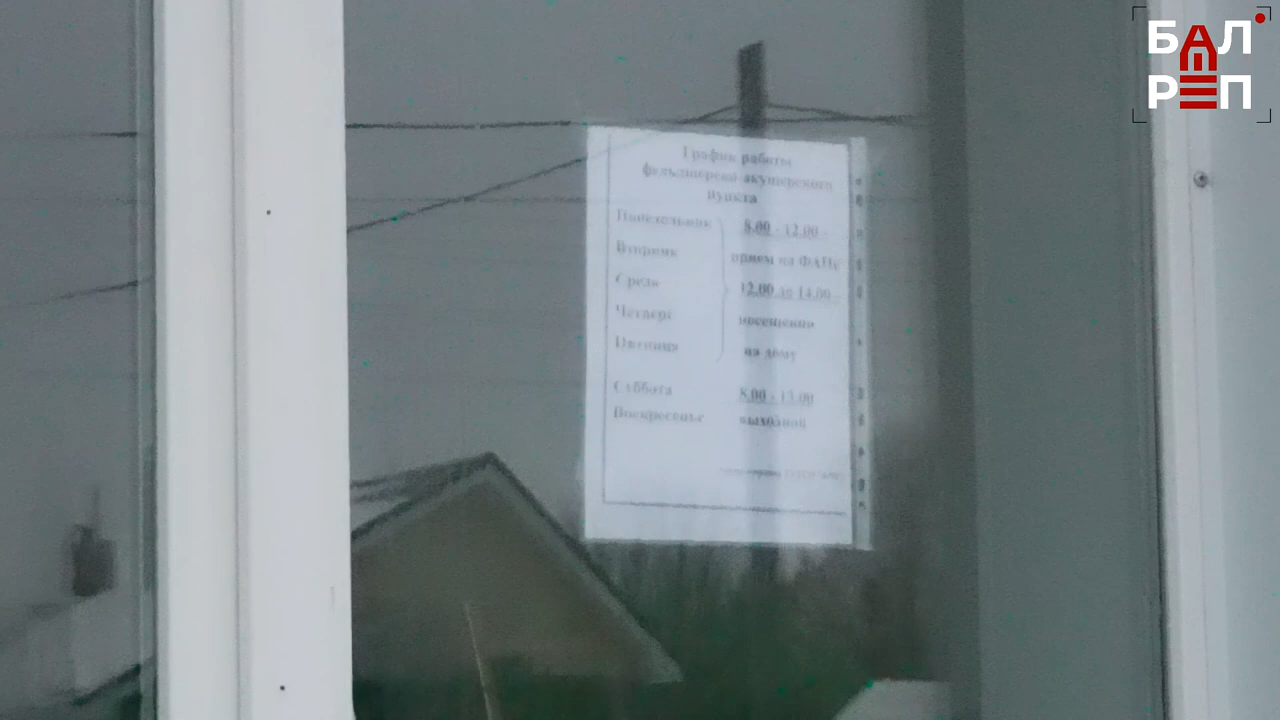 БАЛ
РЕП
График работы
фельдшерско акушерского
пункта
Понедельник 8.00 - 12.00
Вторник прием на ФАПе
Среда 12.00 до 14.00
Четверг посещения
Пятница на дому
Суббота 8.00 - 13.00
Воскресенье выходной